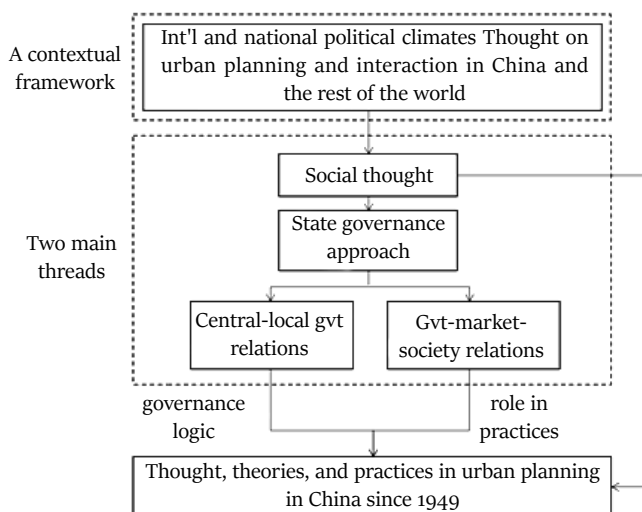 A contextual
framework
Int'l and national political climates Thought on
urban planning and interaction in China and
the rest of the world
Two main
threads
Social thought
State governance
approach
Central-local gvt
relations
Gvt-market-
society relations
governance
logic
role in
practices
Thought, theories, and practices in urban planning
in China since 1949